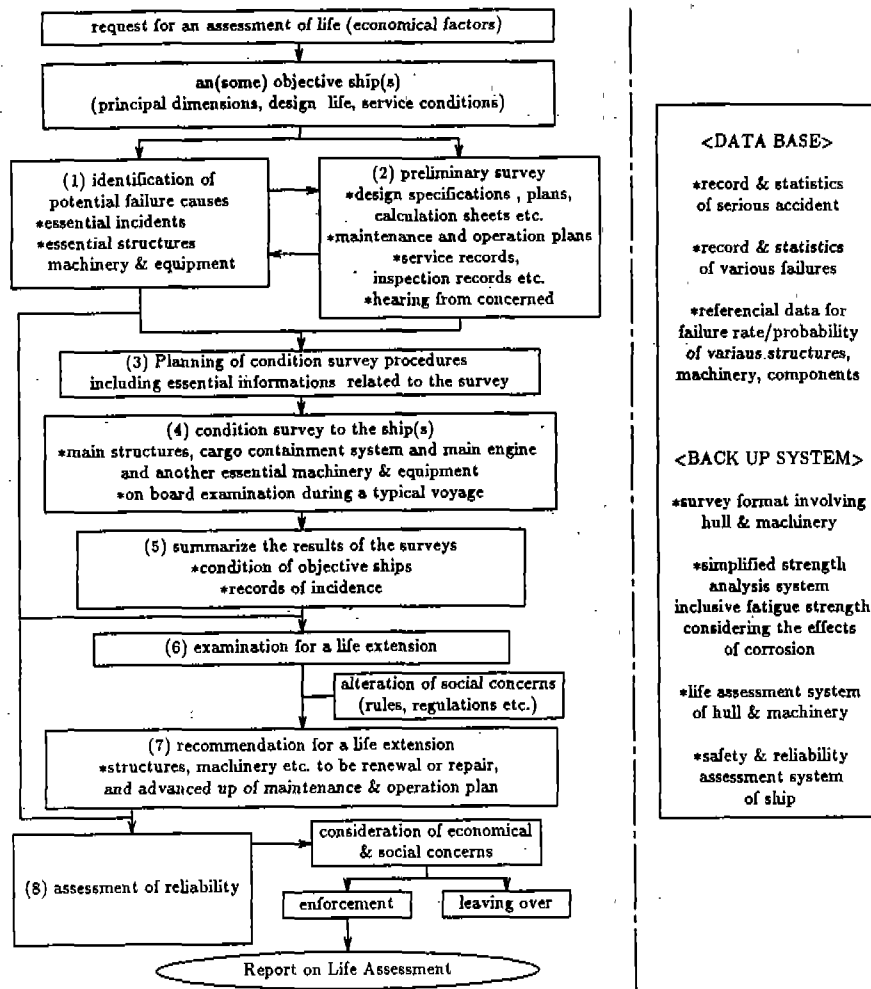 request for an assessment of life (economical factors)
an(some) objective ship(s)
(principal dimensions, design life, service conditions)
(1) identification of
potential failure causes
*essential incidents
*essential structures
machinery & equipment
(2) preliminary survey
*design specifications , plans,
calculation sheets etc.
*maintenance and operation plans
*service records,
inspection records etc.
*hearing from concerned
(3) Planning of condition survey procedures
including essential informations related to the survey
(4) condition survey to the ship(s)
*main structures, cargo containment system and main engine
and another essential machinery & equipment
*on board examination during a typical voyage
(5) summarize the results of the surveys
*condition of objective ships
*records of incidence
(6) examination for a life extension
alteration of social concerns
(rules, regulations etc.)
(7) recommendation for a life extension
*structures, machinery etc. to be renewal or repair,
and advanced up of maintenance & operation plan
(8) assessment of reliability
consideration of economical
& social concerns
enforcement
leaving over
Report on Life Assessment
<DATA BASE>
*record & statistics
of serious accident
*record & statistics
of various failures
*referencial data for
failure rate/probability
of variaus structures,
machinery, components
<BACK UP SYSTEM>
*survey format involving
hull & machinery
*simplified strength
analysis system
inclusive fatigue strength
considering the effects
of corrosion
*life assessment system
of hull & machinery
*safety & reliability
assessment system
of ship